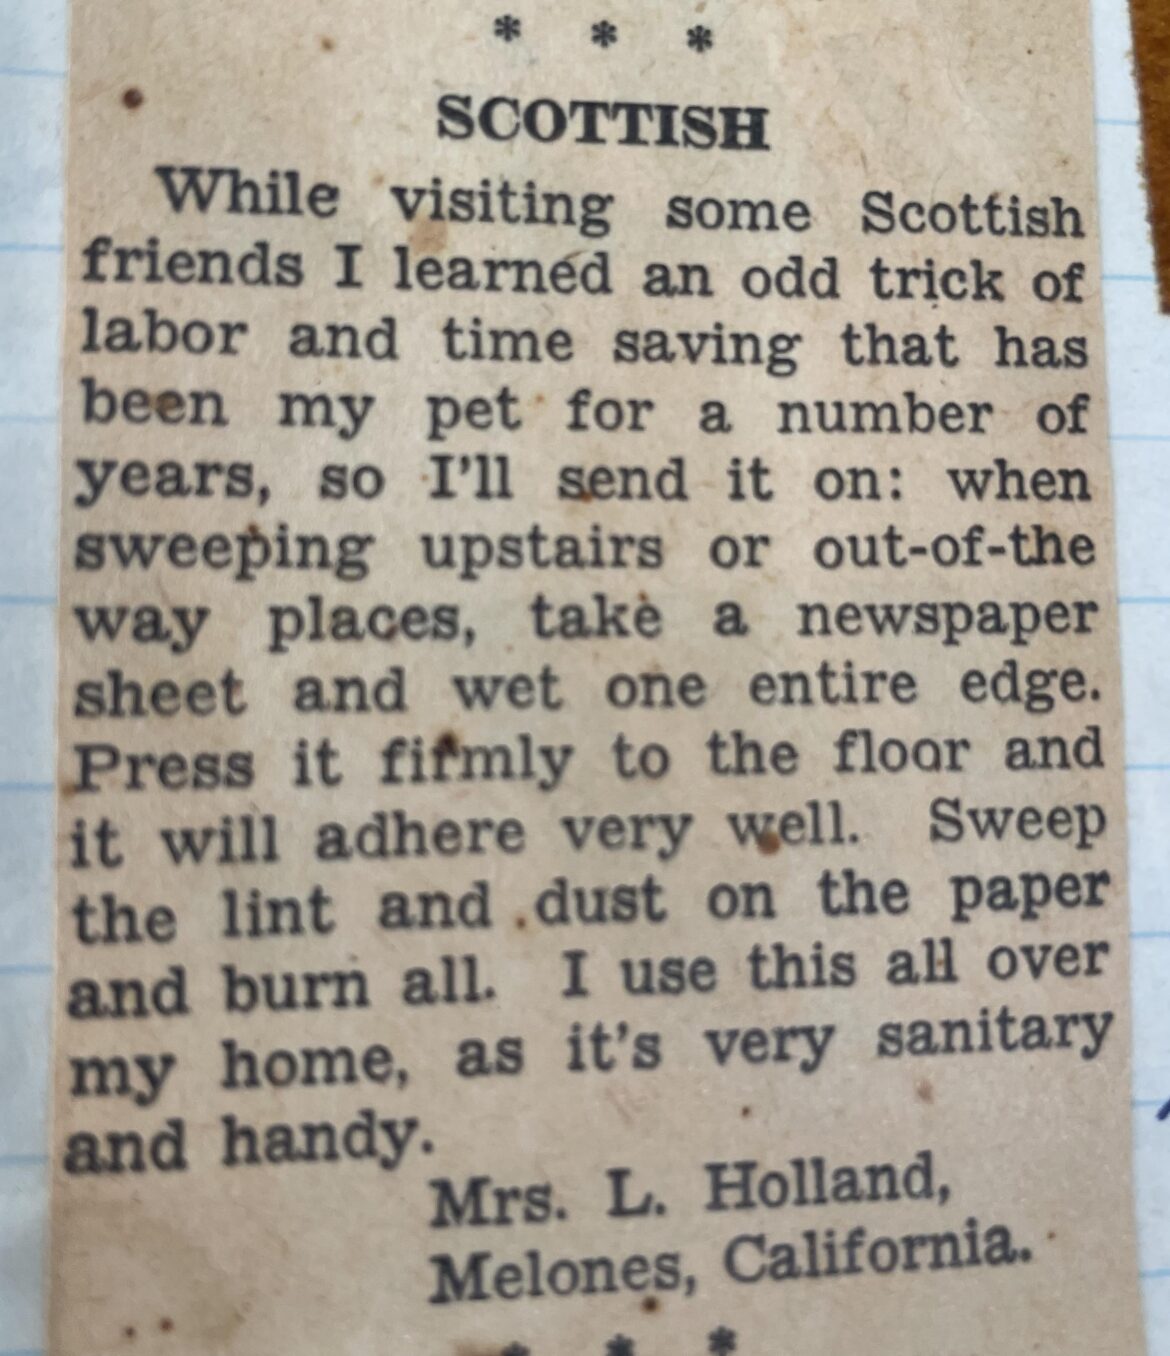 * * *
SCOTTISH
While visiting some Scottish
friends I learned an odd trick of
labor and time saving that has
been my pet for a number of
years, so I'll send it on: when
sweeping upstairs or out-of-the
way places, take a newspaper
sheet and wet one entire edge.
Press it firmly to the floor and
it will adhere very well. Sweep
the lint and dust on the paper
and burn all. I use this all over
my home, as it's very sanitary
and handy.
Mrs. L. Holland,
Melones, California.
* * *